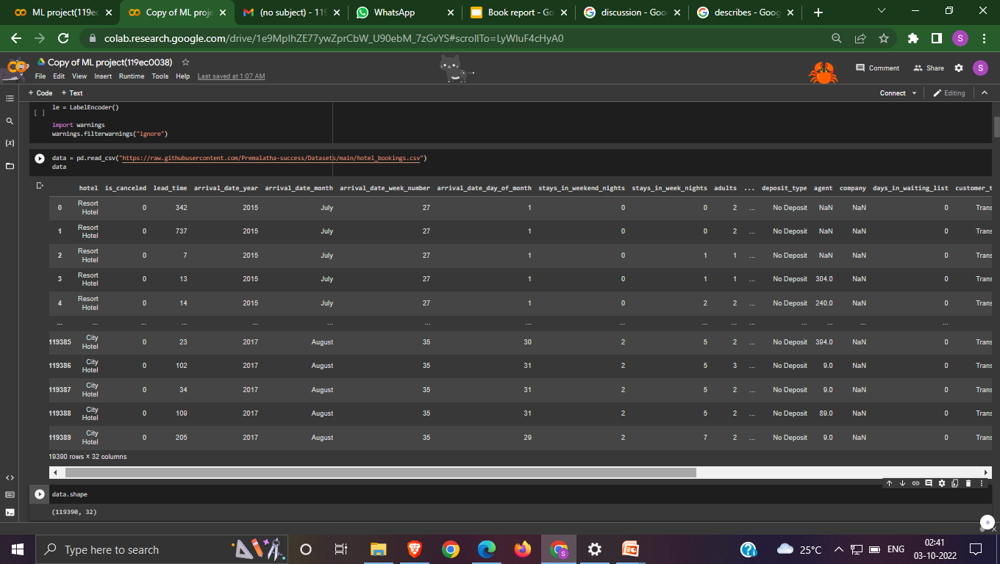 ML project(119ec
Copy of ML proje
(no subject) - 119
WhatsApp
Book report - Go
discussion - Goo
describes - Goog
colab.research.google.com/drive/1e9MpIhZE77ywZprCbW_U90ebM_7zGvYS#scrollTo=LyWIuF4cHyA0
S
Copy of ML project(119ec0038)
Comment
Share
S
File Edit View Insert Runtime Tools Help Last saved at 1:07 AM
+ Code + Text
Connect
Editing
[ ]
le = LabelEncoder()
import warnings
warnings.filterwarnings("ignore")
{x}
data = pd.read_csv("https://raw.githubusercontent.com/Premalatha-success/Datasets/main/hotel_bookings.csv")
data
hotel is_canceled lead_time arrival_date_year arrival_date_month arrival_date_week_number arrival_date_day_of_month stays_in_weekend_nights stays_in_week_nights adults ... deposit_type agent company days_in_waiting_list customer_t
0 Resort Hotel 0 342 2015 July 27 1 0 0 2 ... No Deposit NaN NaN 0 Trans
1 Resort Hotel 0 737 2015 July 27 1 0 0 2 ... No Deposit NaN NaN 0 Trans
2 Resort Hotel 0 7 2015 July 27 1 0 1 1 ... No Deposit NaN NaN 0 Trans
3 Resort Hotel 0 13 2015 July 27 1 0 1 1 ... No Deposit 304.0 NaN 0 Trans
4 Resort Hotel 0 14 2015 July 27 1 0 2 2 ... No Deposit 240.0 NaN 0 Trans
... ... ... ... ... ... ... ... ... ... ... ... ... ... ... ...
119385 City Hotel 0 23 2017 August 35 30 2 5 2 ... No Deposit 394.0 NaN 0 Trans
119386 City Hotel 0 102 2017 August 35 31 2 5 3 ... No Deposit 9.0 NaN 0 Trans
119387 City Hotel 0 34 2017 August 35 31 2 5 2 ... No Deposit 9.0 NaN 0 Trans
119388 City Hotel 0 109 2017 August 35 31 2 5 2 ... No Deposit 89.0 NaN 0 Trans
119389 City Hotel 0 205 2017 August 35 29 2 7 2 ... No Deposit 9.0 NaN 0 Trans
19390 rows × 32 columns
data.shape
(119390, 32)
Type here to search
25°C
ENG
02:41
03-10-2022